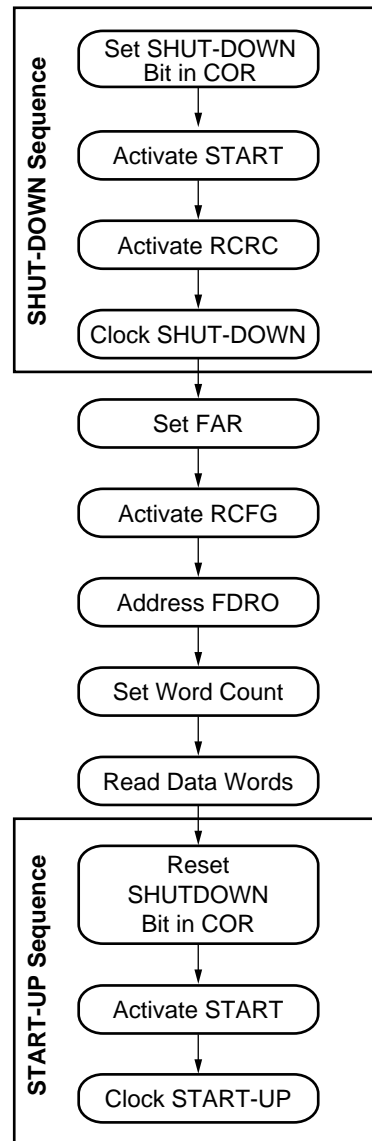 SHUT-DOWN Sequence
Set SHUT-DOWN
Bit in COR
Activate START
Activate RCRC
Clock SHUT-DOWN
Set FAR
Activate RCFG
Address FDRO
Set Word Count
Read Data Words
START-UP Sequence
Reset
SHUTDOWN
Bit in COR
Activate START
Clock START-UP